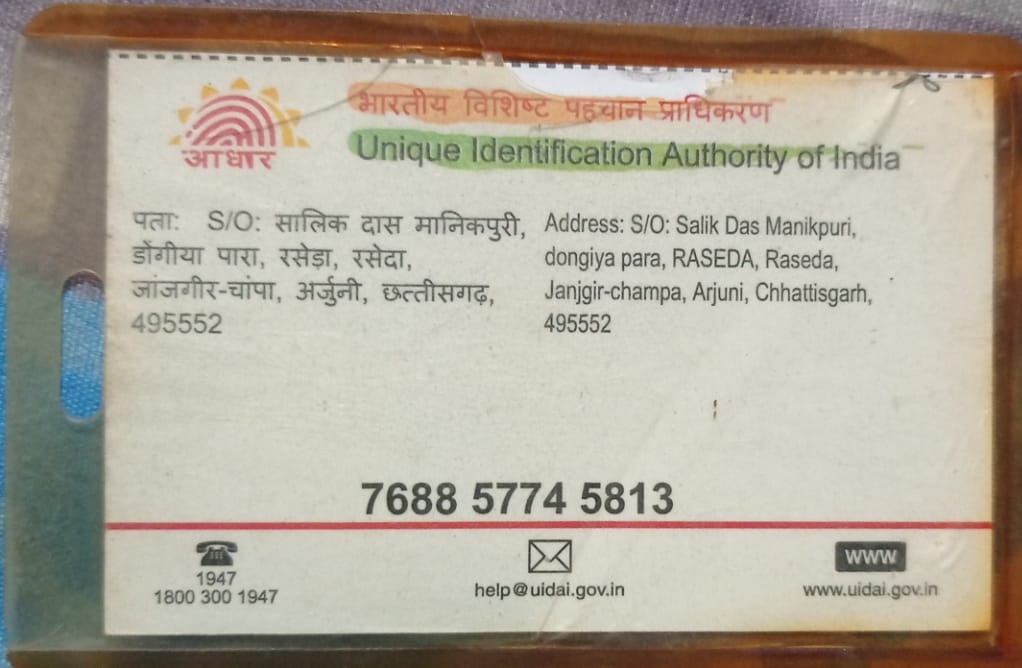 आधार
भारतीय विशिष्ट पहचान प्राधिकरण
Unique Identification Authority of India
पता: S/O: सालिक दास मानिकपुरी,
डोंगीया पारा, रसेड़ा, रसेदा,
जांजगीर-चांपा, अर्जुनी, छत्तीसगढ़,
495552
Address: S/O: Salik Das Manikpuri,
dongiya para, RASEDA, Raseda,
Janjgir-champa, Arjuni, Chhattisgarh,
495552
7688 5774 5813
1947
1800 300 1947
help@uidai.gov.in
www
www.uidai.gov.in